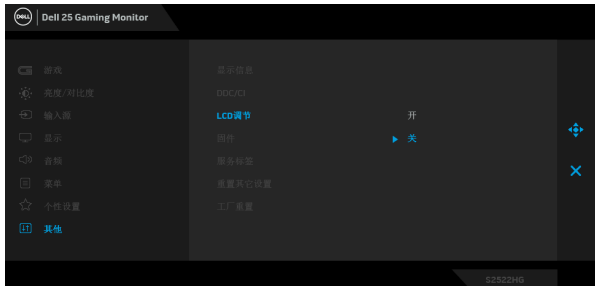 DELL Dell 25 Gaming Monitor
游戏 显示信息
亮度/对比度 DDC/CI
输入源 LCD调节 开
显示 固件 关
音频 服务标签
菜单 重置其它设置
个性设置 工厂重置
其他
S2522HG